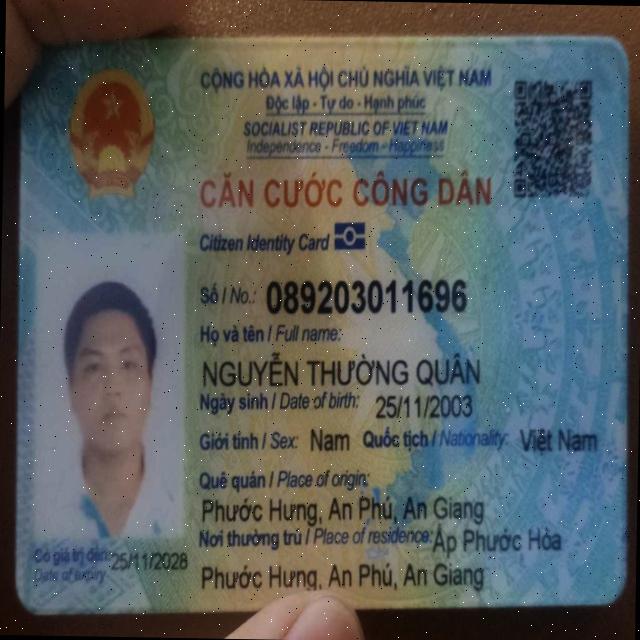 CỘNG HÒA XÃ HỘI CHỦ NGHĨA VIỆT NAM
Độc lập - Tự do - Hạnh phúc
SOCIALIST REPUBLIC OF VIET NAM
Independence - Freedom - Happiness
CĂN CƯỚC CÔNG DÂN
Citizen Identity Card
Số / No.: 089203011696
Họ và tên / Full name:
NGUYỄN THƯỜNG QUÂN
Ngày sinh / Date of birth: 25/11/2003
Giới tính / Sex: Nam Quốc tịch / Nationality: Việt Nam
Quê quán / Place of origin:
Phước Hưng, An Phú, An Giang
Nơi thường trú / Place of residence: Ấp Phước Hòa
Phước Hưng, An Phú, An Giang
Có giá trị đến: 25/11/2028
Date of expiry